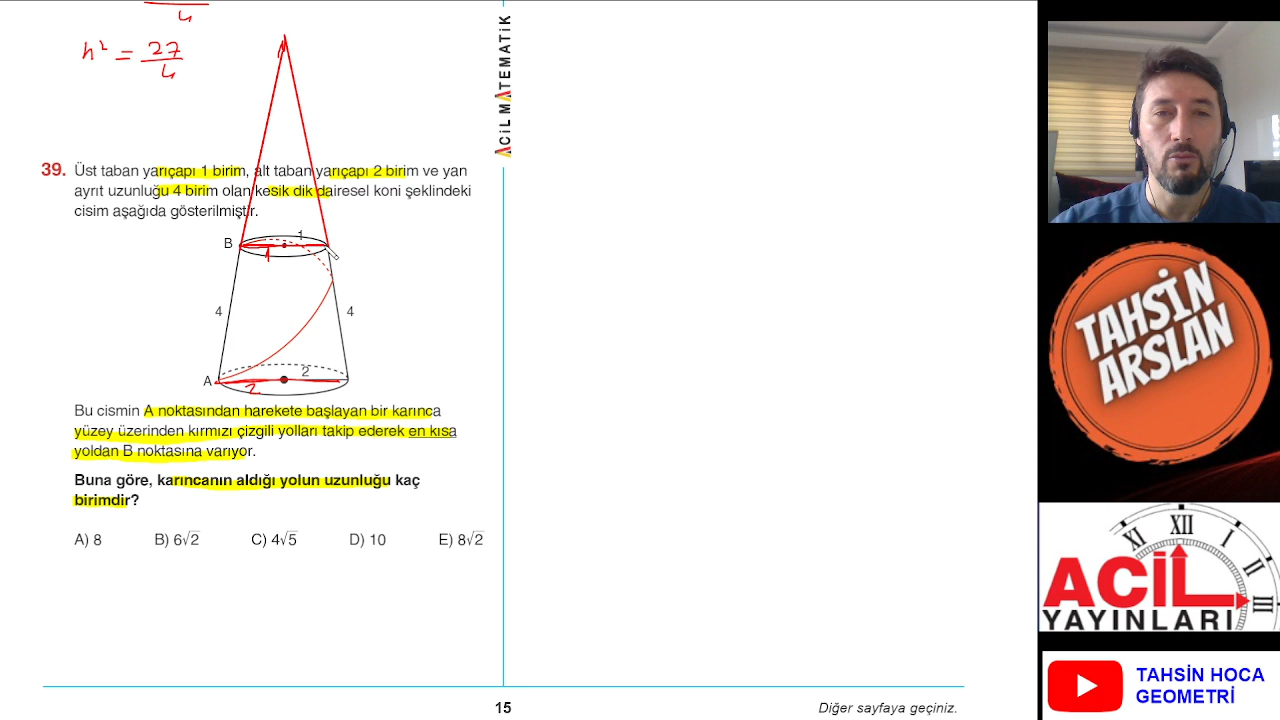 4
h² = 27/4
39. Üst taban yarıçapı 1 birim, alt taban yarıçapı 2 birim ve yan
ayrıt uzunluğu 4 birim olan kesik dik dairesel koni şeklindeki
cisim aşağıda gösterilmiştir.
B 1
1
4 4
A 2
2
Bu cismin A noktasından harekete başlayan bir karınca
yüzey üzerinden kırmızı çizgili yolları takip ederek en kısa
yoldan B noktasına varıyor.
Buna göre, karıncanın aldığı yolun uzunluğu kaç
birimdir?
A) 8 B) 6√2 C) 4√5 D) 10 E) 8√2
ACİL MATEMATİK
15
Diğer sayfaya geçiniz.
TAHSİN
ARSLAN
XI XII I II III
ACİL
YAYINLARI
TAHSİN HOCA
GEOMETRİ